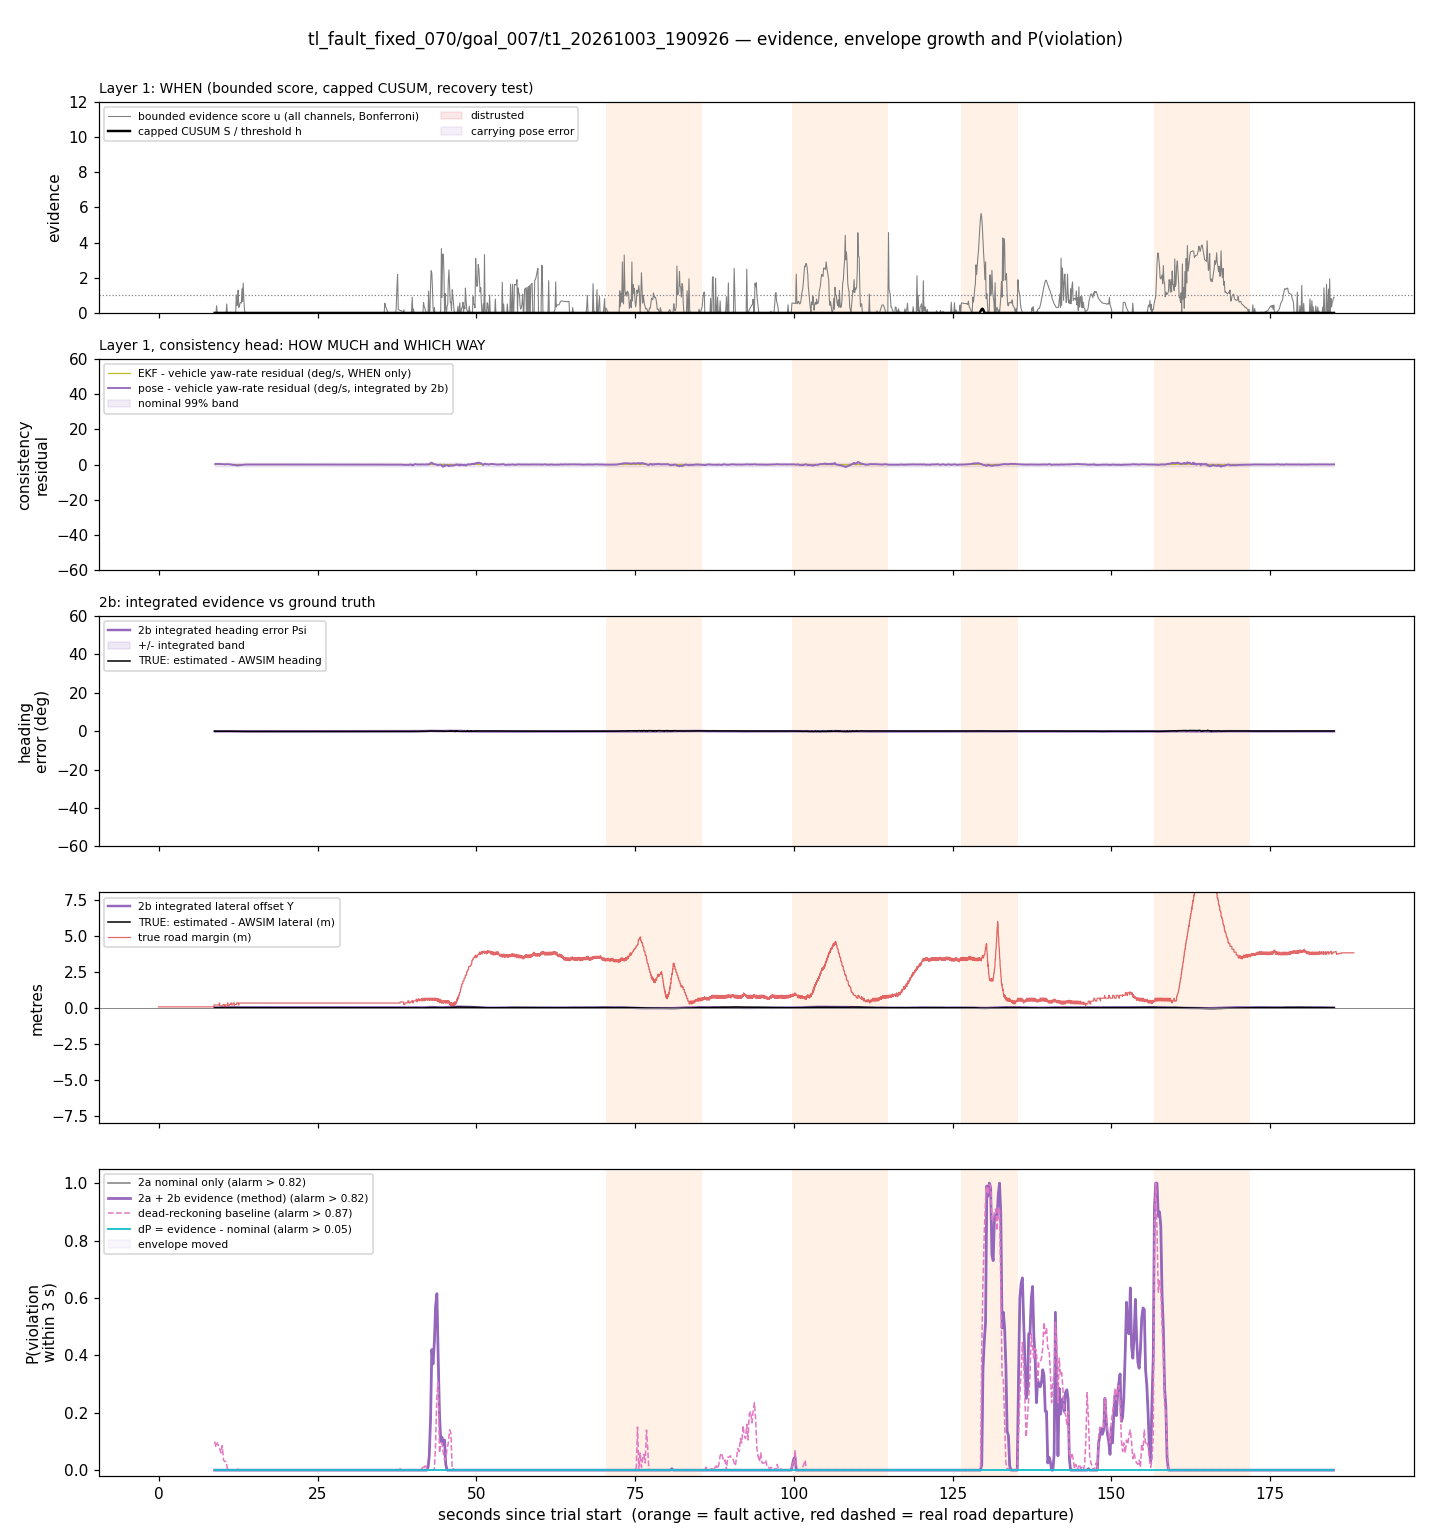 tl_fault_fixed_070/goal_007/t1_20261003_190926 — evidence, envelope growth and P(violation)
Layer 1: WHEN (bounded score, capped CUSUM, recovery test)
bounded evidence score u (all channels, Bonferroni)
capped CUSUM S / threshold h
distrusted
carrying pose error
evidence
12
10
8
6
4
2
0
Layer 1, consistency head: HOW MUCH and WHICH WAY
EKF - vehicle yaw-rate residual (deg/s, WHEN only)
pose - vehicle yaw-rate residual (deg/s, integrated by 2b)
nominal 99% band
consistency
residual
60
40
20
0
−20
−40
−60
2b: integrated evidence vs ground truth
2b integrated heading error Psi
+/- integrated band
TRUE: estimated - AWSIM heading
heading
error (deg)
60
40
20
0
−20
−40
−60
2b integrated lateral offset Y
TRUE: estimated - AWSIM lateral (m)
true road margin (m)
metres
7.5
5.0
2.5
0.0
−2.5
−5.0
−7.5
2a nominal only (alarm > 0.82)
2a + 2b evidence (method) (alarm > 0.82)
dead-reckoning baseline (alarm > 0.87)
dP = evidence - nominal (alarm > 0.05)
envelope moved
P(violation
within 3 s)
1.0
0.8
0.6
0.4
0.2
0.0
0 25 50 75 100 125 150 175
seconds since trial start  (orange = fault active, red dashed = real road departure)